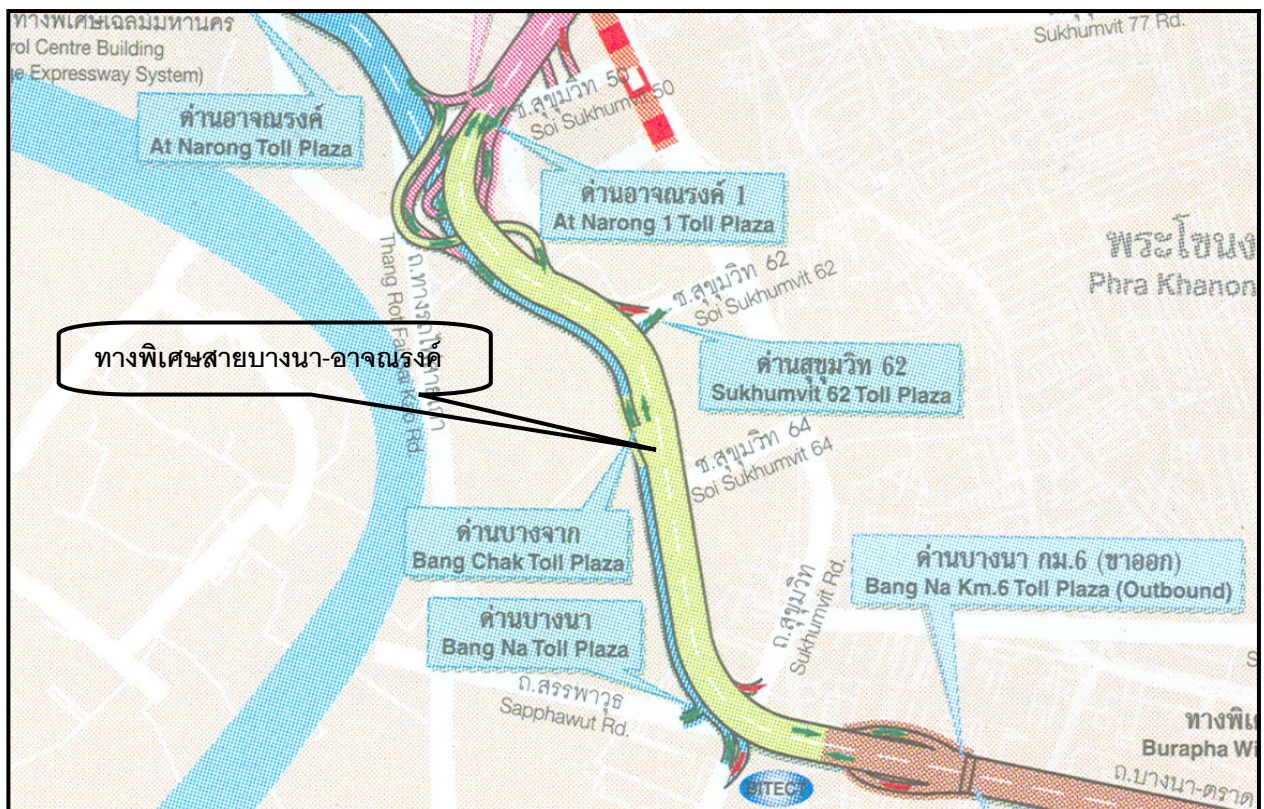 ทางพิเศษเฉลิมมหานคร
rol Centre Building
e Expressway System)
Sukhumvit 77 Rd.
ด่านอาจณรงค์
At Narong Toll Plaza
ซ.สุขุมวิท 50
Soi Sukhumvit 50
ด่านอาจณรงค์ 1
At Narong 1 Toll Plaza
พระโขนง
Phra Khanon
ซ.สุขุมวิท 62
Soi Sukhumvit 62
ทางพิเศษสายบางนา-อาจณรงค์
Thang Rot Fai
Kao Rd
ด่านสุขุมวิท 62
Sukhumvit 62 Toll Plaza
ซ.สุขุมวิท 64
Soi Sukhumvit 64
ด่านบางจาก
Bang Chak Toll Plaza
ด่านบางนา กม.6 (ขาออก)
Bang Na Km.6 Toll Plaza (Outbound)
ด่านบางนา
Bang Na Toll Plaza
ถ.สุขุมวิท
Sukhumvit Rd.
ถ.สรรพาวุธ
Sapphawut Rd.
S
ทางพิเ
Burapha Wi
ถ.บางนา-ตราด
BITECT